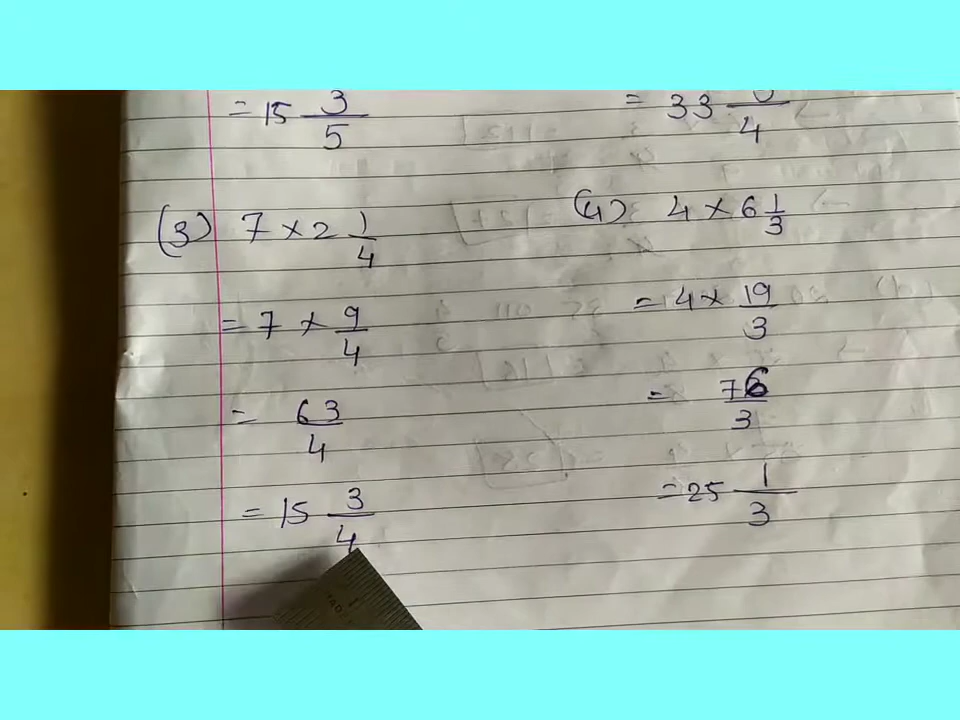 = 15 3/5
= 33 /4
(3) 7 × 2 1/4
= 7 × 9/4
= 63/4
= 15 3/4
(4) 4 × 6 1/3
= 4 × 19/3
= 76/3
= 25 1/3